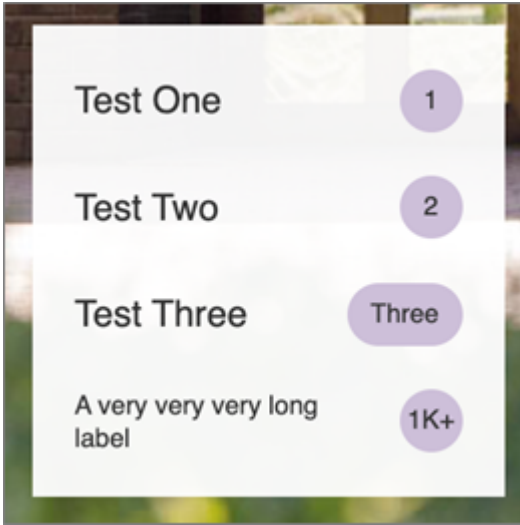 Test One 1
Test Two 2
Test Three Three
A very very very long
label
1K+